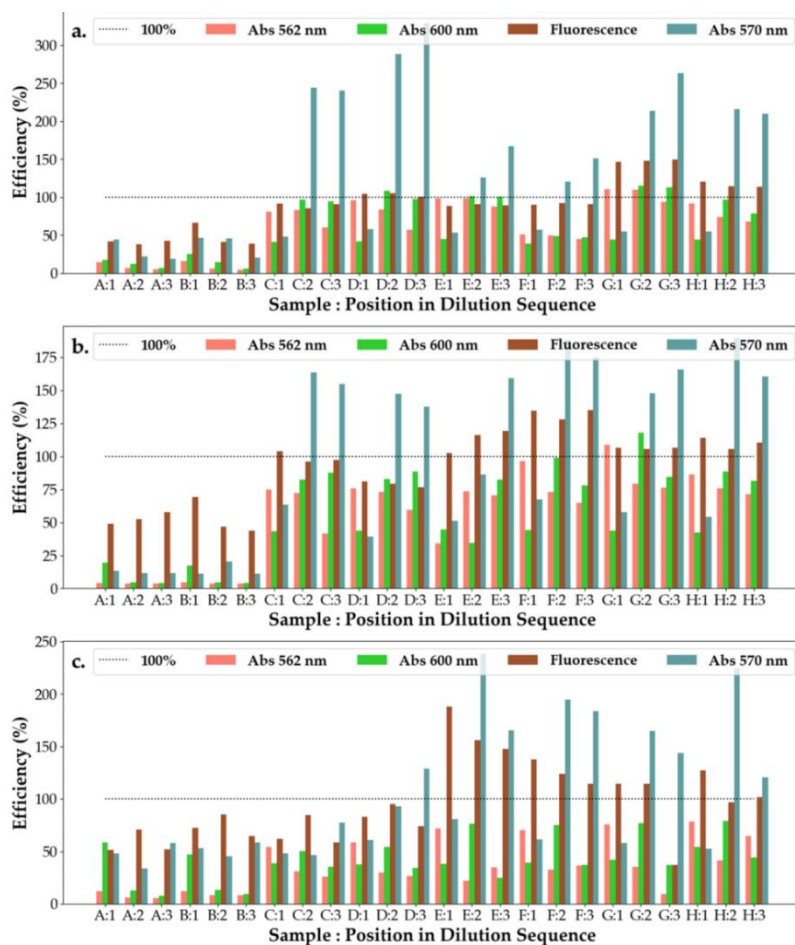 a.
100% Abs 562 nm Abs 600 nm Fluorescence Abs 570 nm
Efficiency (%)
300
250
200
150
100
50
0
A:1 A:2 A:3 B:1 B:2 B:3 C:1 C:2 C:3 D:1 D:2 D:3 E:1 E:2 E:3 F:1 F:2 F:3 G:1 G:2 G:3 H:1 H:2 H:3
Sample : Position in Dilution Sequence
b.
100% Abs 562 nm Abs 600 nm Fluorescence Abs 570 nm
Efficiency (%)
175
150
125
100
75
50
25
0
A:1 A:2 A:3 B:1 B:2 B:3 C:1 C:2 C:3 D:1 D:2 D:3 E:1 E:2 E:3 F:1 F:2 F:3 G:1 G:2 G:3 H:1 H:2 H:3
Sample : Position in Dilution Sequence
c.
100% Abs 562 nm Abs 600 nm Fluorescence Abs 570 nm
Efficiency (%)
250
200
150
100
50
0
A:1 A:2 A:3 B:1 B:2 B:3 C:1 C:2 C:3 D:1 D:2 D:3 E:1 E:2 E:3 F:1 F:2 F:3 G:1 G:2 G:3 H:1 H:2 H:3
Sample : Position in Dilution Sequence